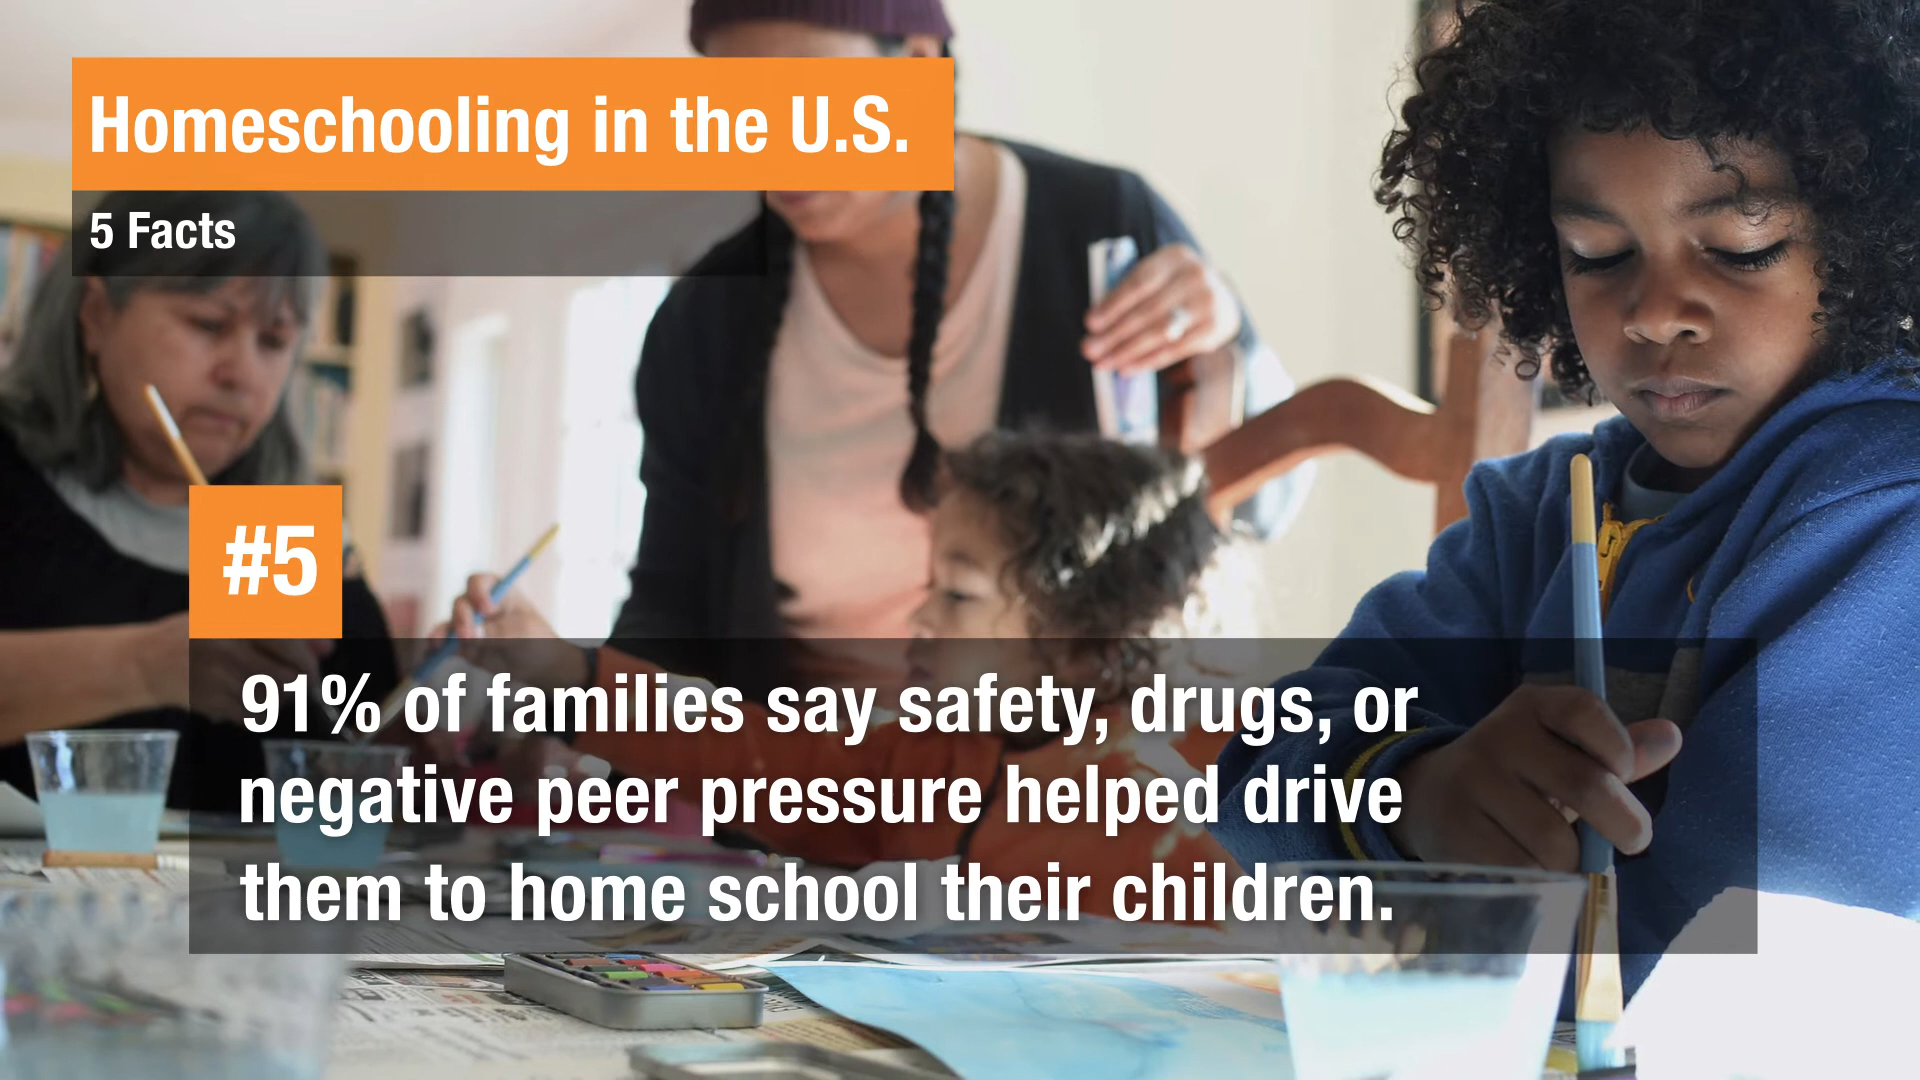 Homeschooling in the U.S.
5 Facts
#5
91% of families say safety, drugs, or
negative peer pressure helped drive
them to home school their children.